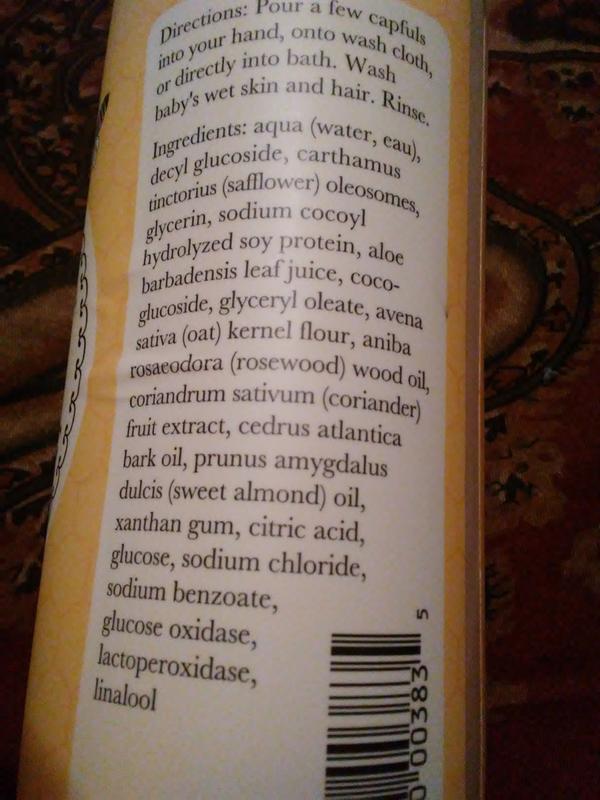 Directions: Pour a few capfuls
into your hand, onto wash cloth,
or directly into bath. Wash
baby's wet skin and hair. Rinse.
Ingredients: aqua (water, eau),
decyl glucoside, carthamus
tinctorius (safflower) oleosomes,
glycerin, sodium cocoyl
hydrolyzed soy protein, aloe
barbadensis leaf juice, coco-
glucoside, glyceryl oleate, avena
sativa (oat) kernel flour, aniba
rosaeodora (rosewood) wood oil,
coriandrum sativum (coriander)
fruit extract, cedrus atlantica
bark oil, prunus amygdalus
dulcis (sweet almond) oil,
xanthan gum, citric acid,
glucose, sodium chloride,
sodium benzoate,
glucose oxidase,
lactoperoxidase,
linalool
00383 5